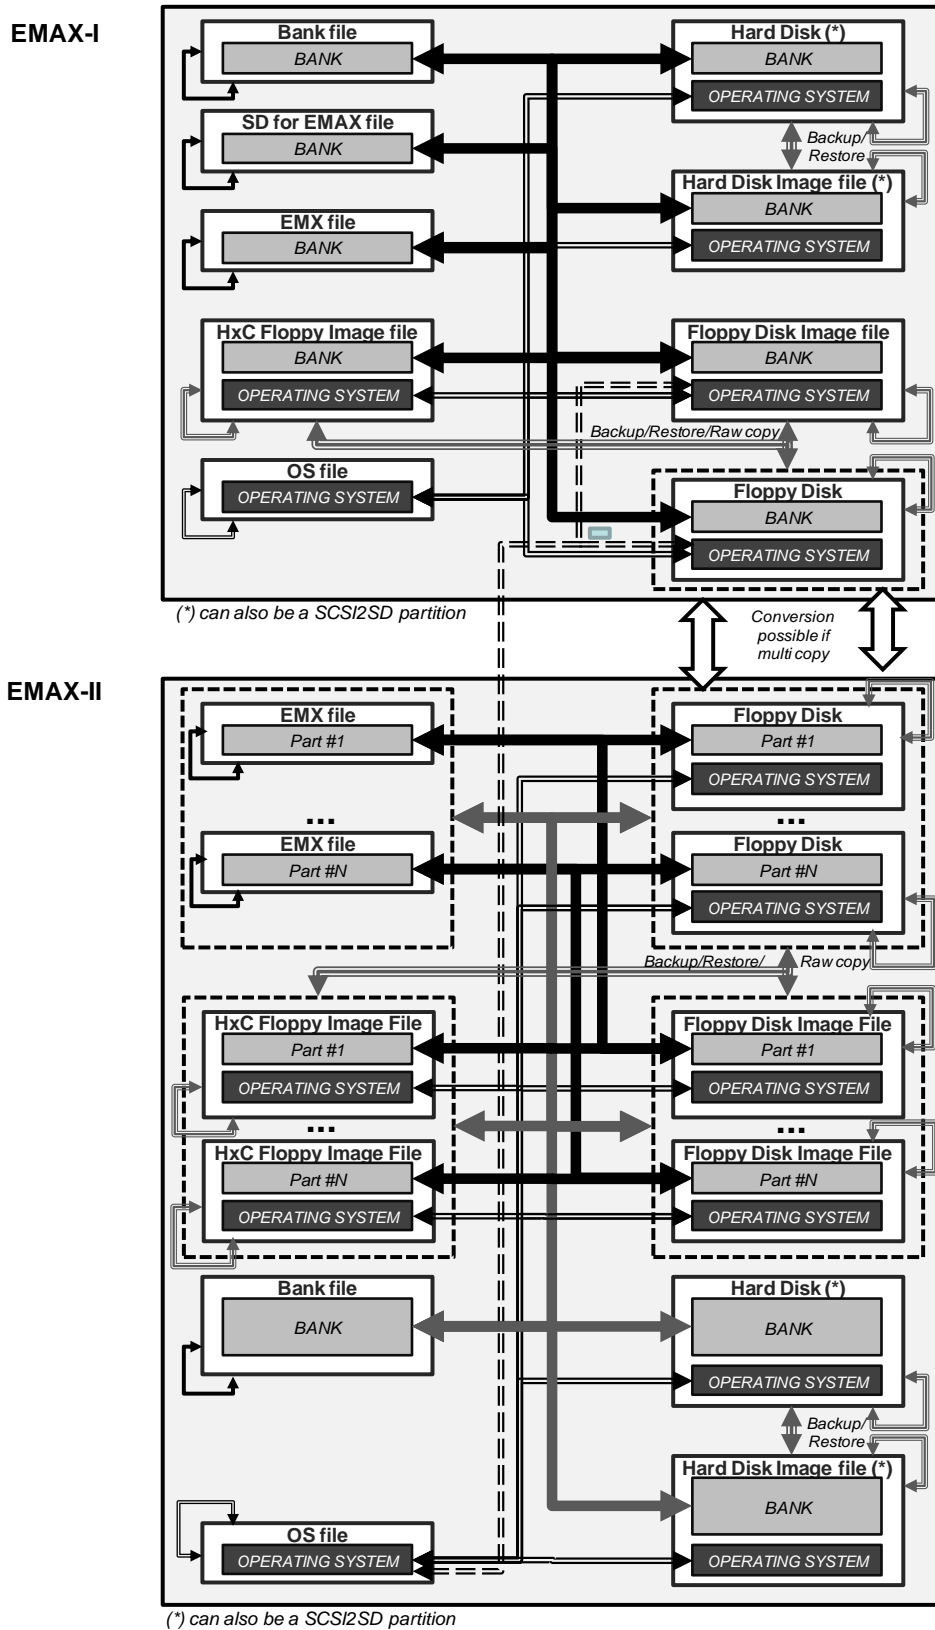 EMAX-I
Bank file
BANK
Hard Disk (*)
BANK
OPERATING SYSTEM
SD for EMAX file
BANK
Backup/
Restore
Hard Disk Image file (*)
BANK
OPERATING SYSTEM
EMX file
BANK
HxC Floppy Image file
BANK
OPERATING SYSTEM
Floppy Disk Image file
BANK
OPERATING SYSTEM
Backup/Restore/Raw copy
OS file
OPERATING SYSTEM
Floppy Disk
BANK
OPERATING SYSTEM
(*) can also be a SCSI2SD partition
Conversion
possible if
multi copy
EMAX-II
EMX file
Part #1
Floppy Disk
Part #1
OPERATING SYSTEM
...
...
EMX file
Part #N
Floppy Disk
Part #N
OPERATING SYSTEM
Backup/Restore/ Raw copy
HxC Floppy Image File
Part #1
OPERATING SYSTEM
Floppy Disk Image File
Part #1
OPERATING SYSTEM
...
...
HxC Floppy Image File
Part #N
OPERATING SYSTEM
Floppy Disk Image File
Part #N
OPERATING SYSTEM
Bank file
BANK
Hard Disk (*)
BANK
OPERATING SYSTEM
Backup/
Restore
Hard Disk Image file (*)
BANK
OPERATING SYSTEM
OS file
OPERATING SYSTEM
(*) can also be a SCSI2SD partition